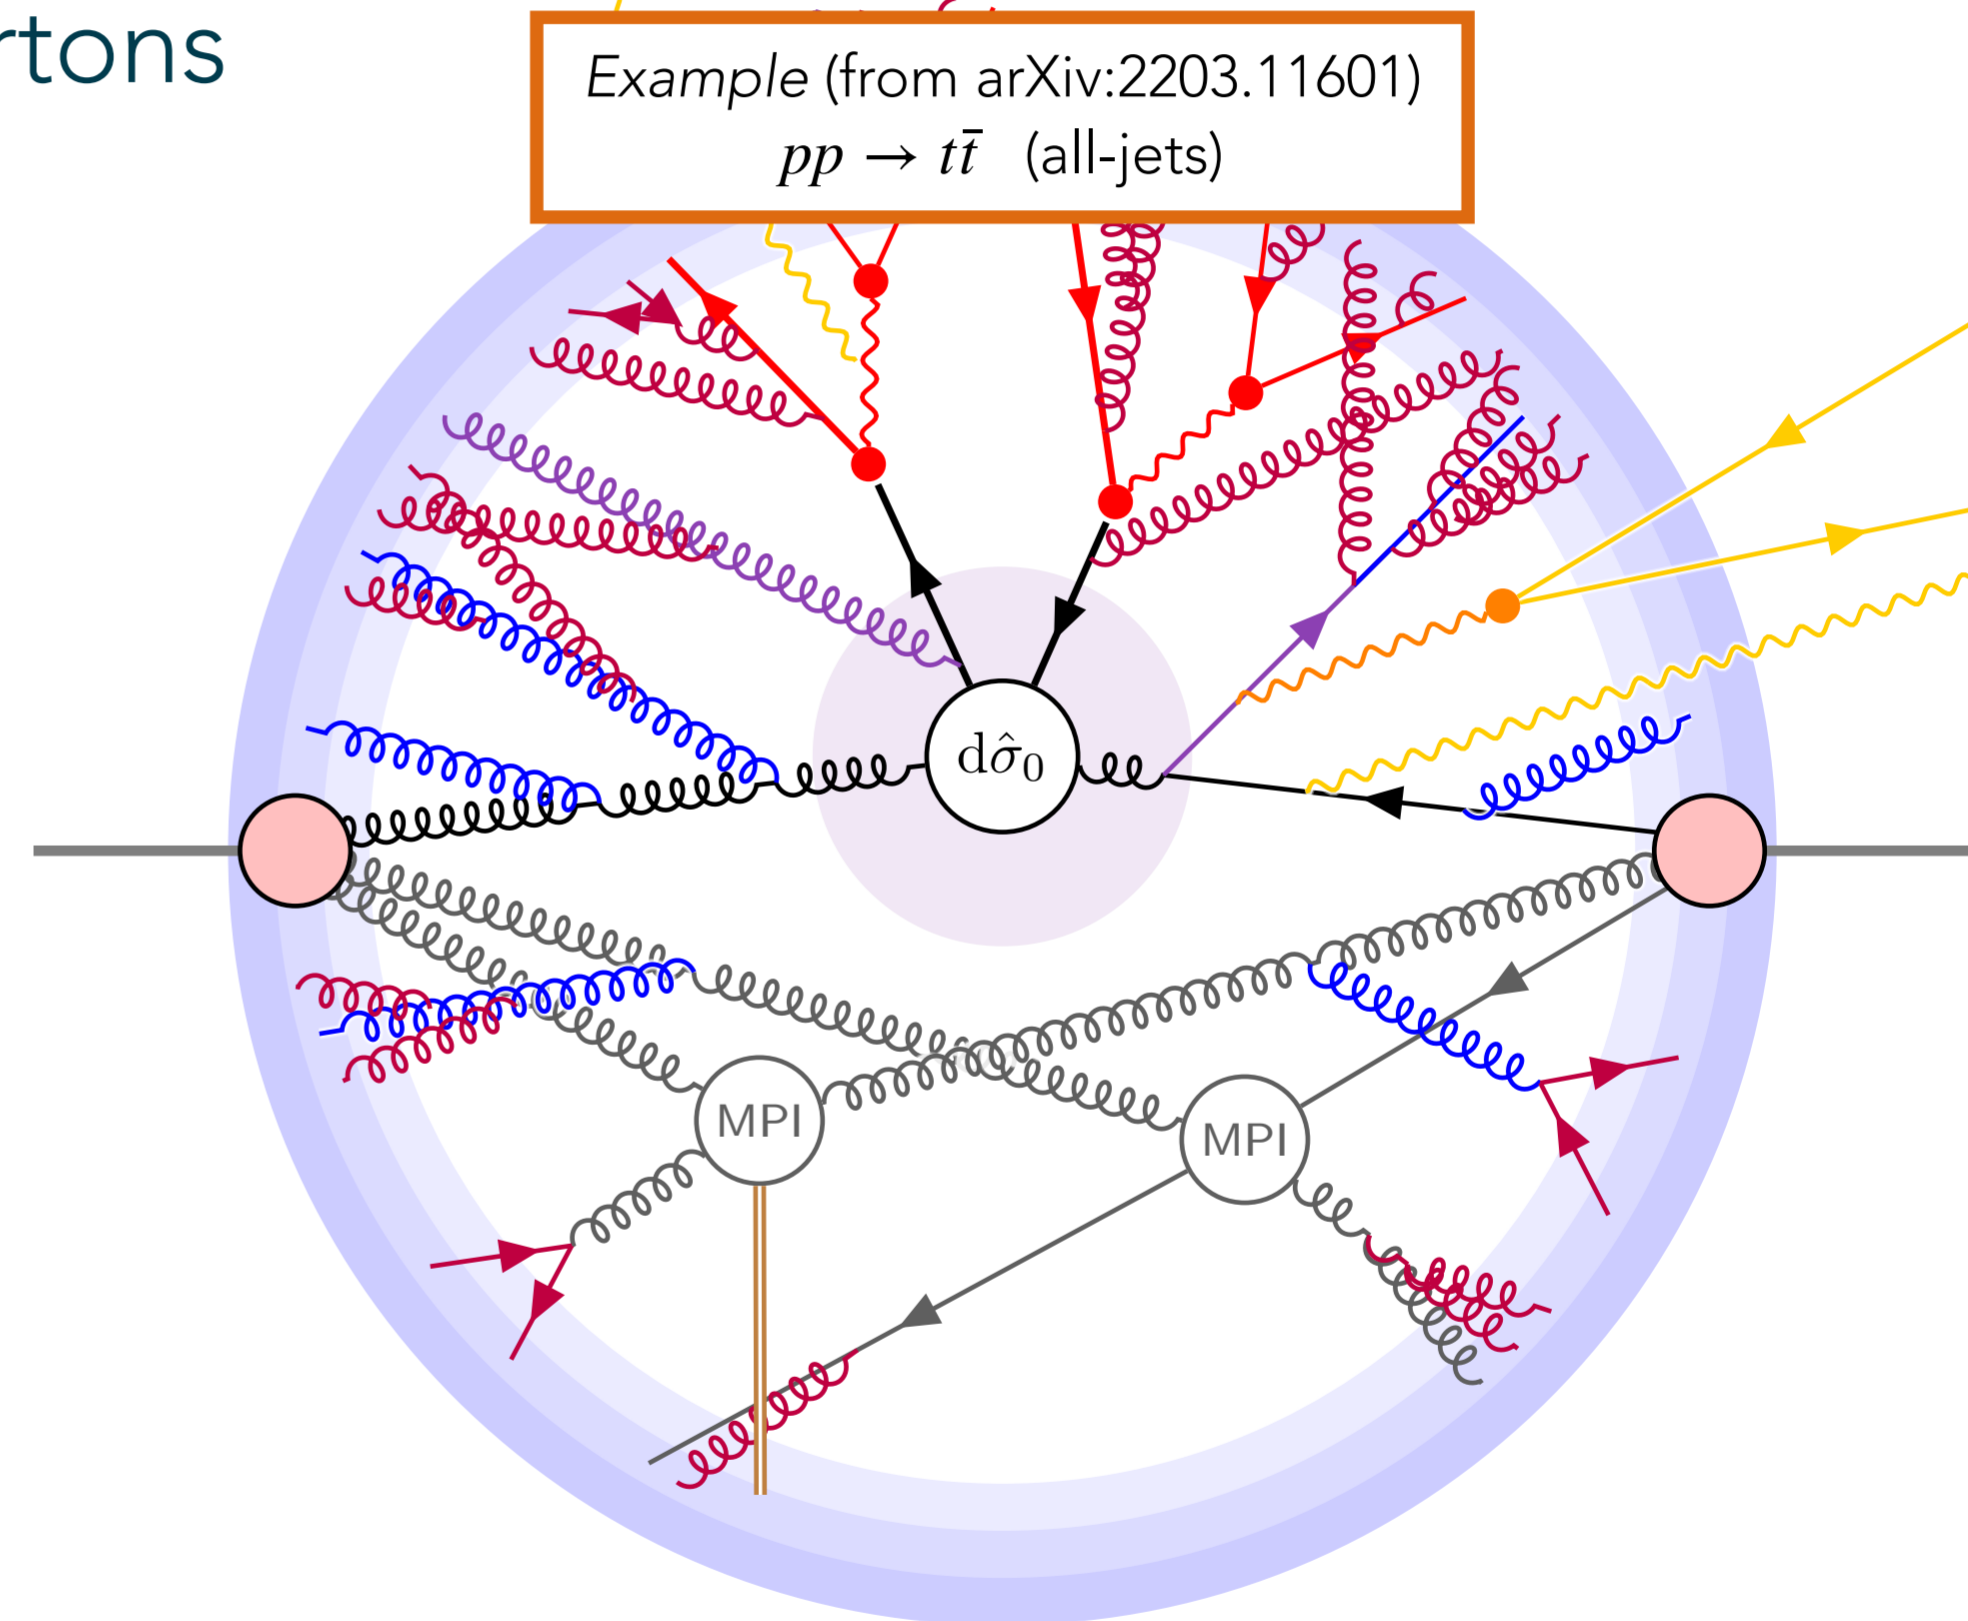 rtons
Example (from arXiv:2203.11601)
pp → tt̄ (all-jets)
dσ̂₀
MPI
MPI